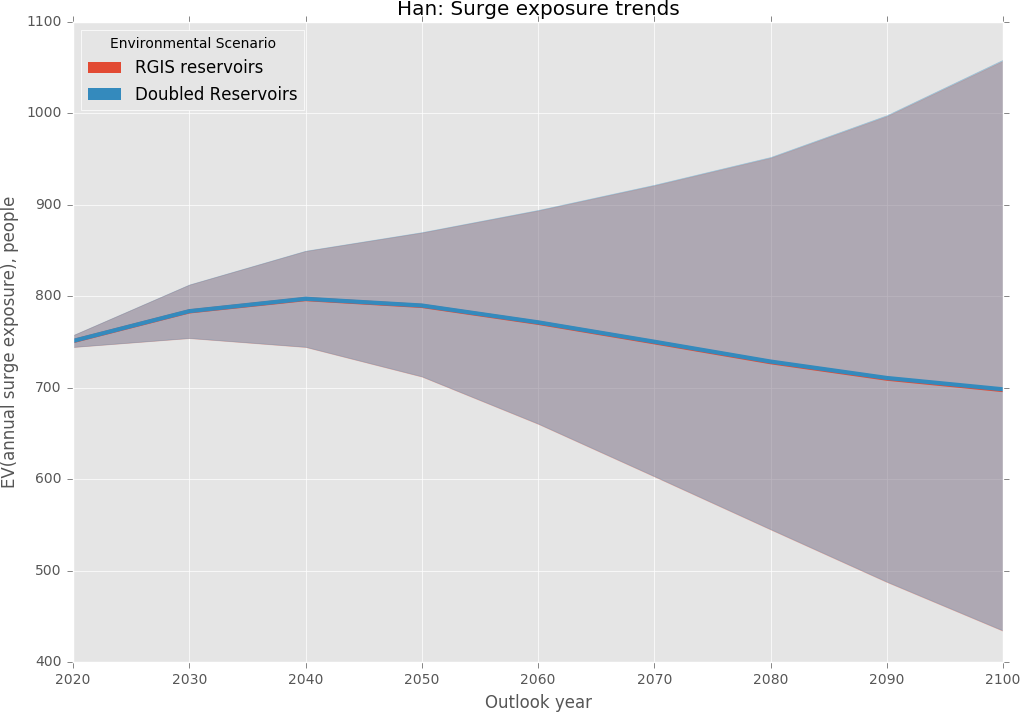 Han: Surge exposure trends
Environmental Scenario
RGIS reservoirs
Doubled Reservoirs
EV(annual surge exposure), people
1100
1000
900
800
700
600
500
400
2020 2030 2040 2050 2060 2070 2080 2090 2100
Outlook year